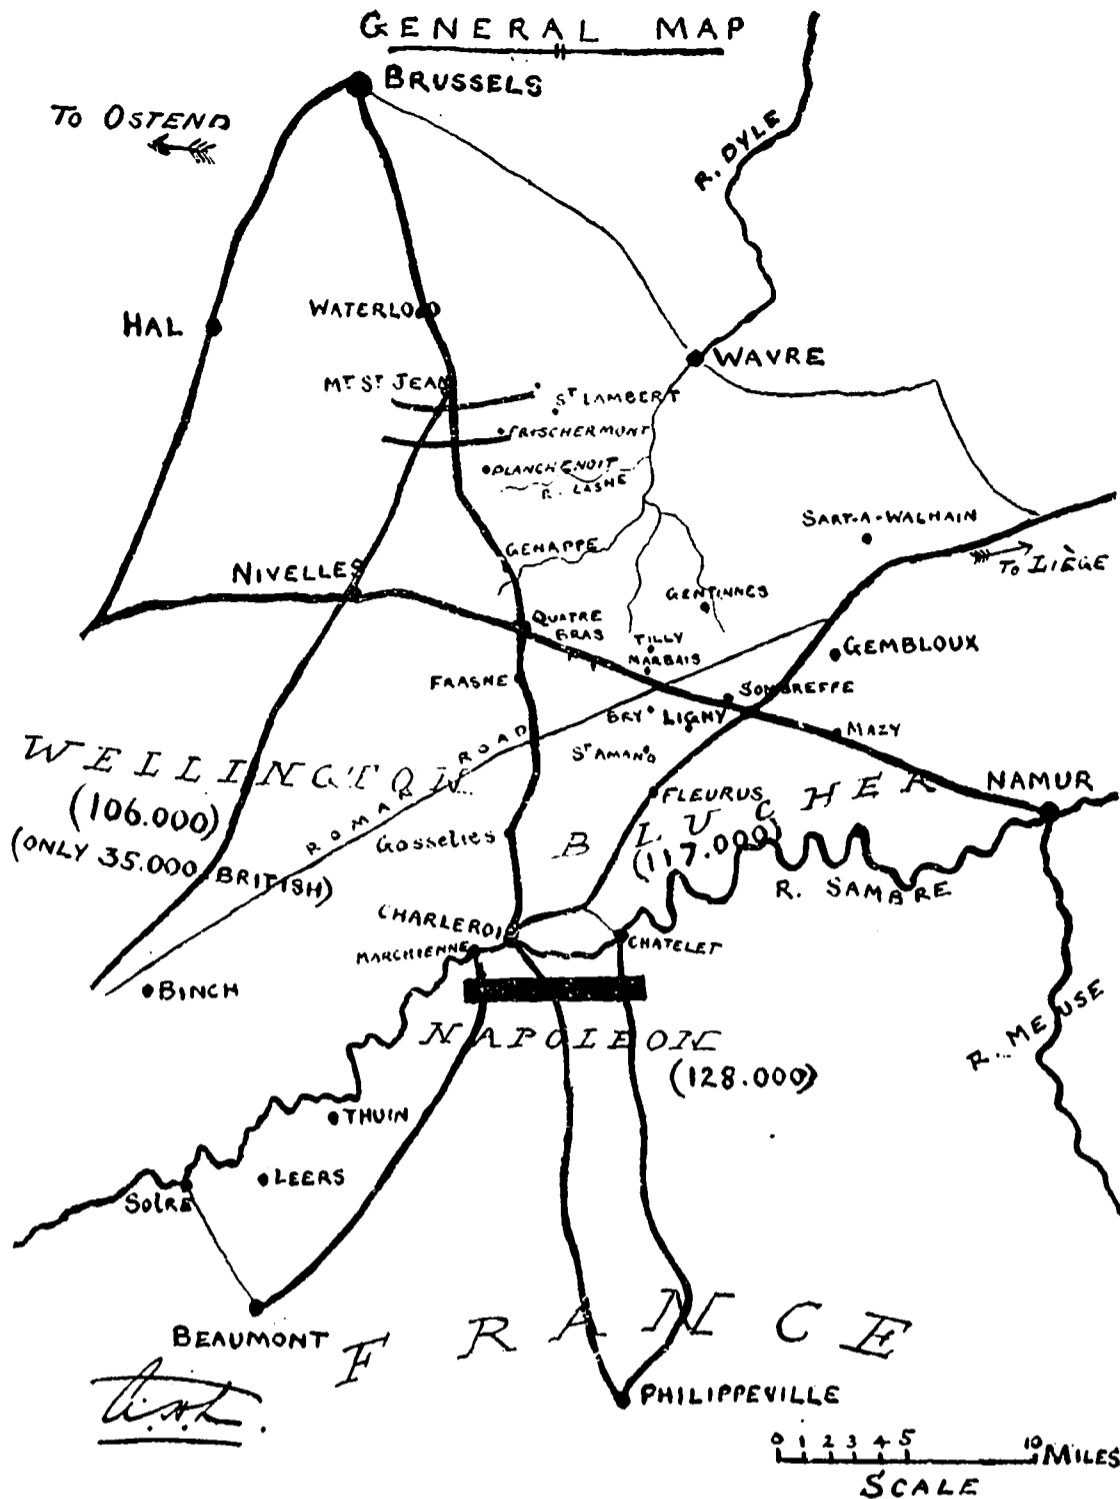 GENERAL MAP
BRUSSELS
TO OSTEND
R. DYLE
WATERLOO
HAL
WAVRE
MT ST JEAN
ST LAMBERT
FRISCHERMONT
PLANCHENOIT
R. LASNE
SART-A-WALHAIN
GENAPPE
TO LIÈGE
NIVELLES
GENTINNES
QUATRE
BRAS
TILLY
MARBAIS
GEMBLOUX
FRASNE
SOMBREFFE
BRY
LIGNY
MAZY
ST AMAND
WELLINGTON
(106.000)
(ONLY 35.000 BRITISH)
ROMAN ROAD
NAMUR
FLEURUS
BLUCHER
(117.000)
GOSSELIES
R. SAMBRE
CHARLEROI
MARCHIENNE
CHATELET
BINCH
NAPOLEON
(128.000)
R. MEUSE
THUIN
LEERS
SOLRE
BEAUMONT
FRANCE
PHILIPPEVILLE
0 1 2 3 4 5 10 MILES
SCALE